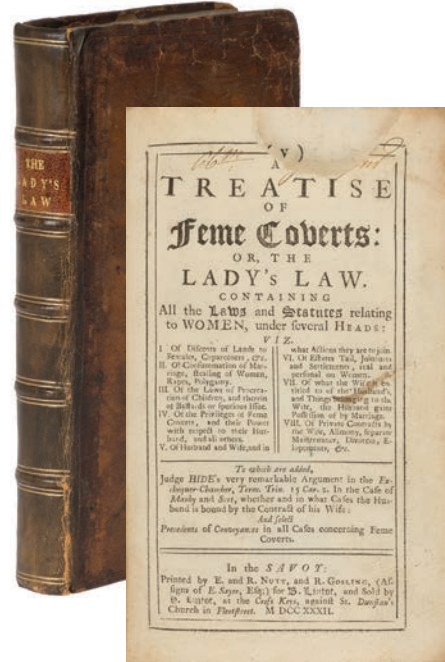 THE
LADY'S
LAW
(v)
A
TREATISE
OF
Feme Coverts:
OR, THE
LADY's LAW.
CONTAINING
All the Laws and Statutes relating
to WOMEN, under several HEADS:
VIZ.
I. Of Discents of Lands to
Females, Coparceners, &c.
II. Of Consummation of Mar-
riage, stealing of Women,
Rapes, Polygamy.
III. Of the Laws of Procrea-
tion of Children, and therein
of Bastards or spurious Issue.
IV. Of the Privileges of Feme
Coverts, and their Power
with respect to their Hus-
band, and all others.
V. Of Husband and Wife, and in
what Actions they are to join.
VI. Of Estates Tail, Jointures
and Settlements, real and
personal on Women.
VII. Of what the Wife is en-
titled to of the Husband's,
and Things belonging to the
Wife, the Husband gains
Possession of by Marriage.
VIII. Of Private Contracts by
the Wife, Alimony, separate
Maintenance, Divorces, E-
lopement, &c.
To which are added,
Judge HIDE's very remarkable Argument in the Ex-
chequer-Chamber, Term. Trin. 15 Car. 2. In the Case of
Manby and Scot, whether and in what Cases the Hus-
band is bound by the Contract of his Wife:
And select
Precedents of Conveyances in all Cases concerning Feme
Coverts.
In the SAVOY:
Printed by E. and R. NUTT, and R. GOSLING, (As-
signs of E. Sayer, Esq;) for B. Lintot, and Sold by
H. Lintot, at the Cross Keys, against St. Dunstan's
Church in Fleetstreet. M DCC XXXII.